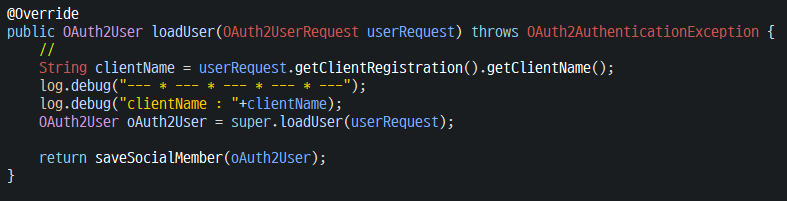 @Override
public OAuth2User loadUser(OAuth2UserRequest userRequest) throws OAuth2AuthenticationException {
    //
    String clientName = userRequest.getClientRegistration().getClientName();
    log.debug("--- * --- * --- * --- * ---");
    log.debug("clientName : "+clientName);
    OAuth2User oAuth2User = super.loadUser(userRequest);

    return saveSocialMember(oAuth2User);
}